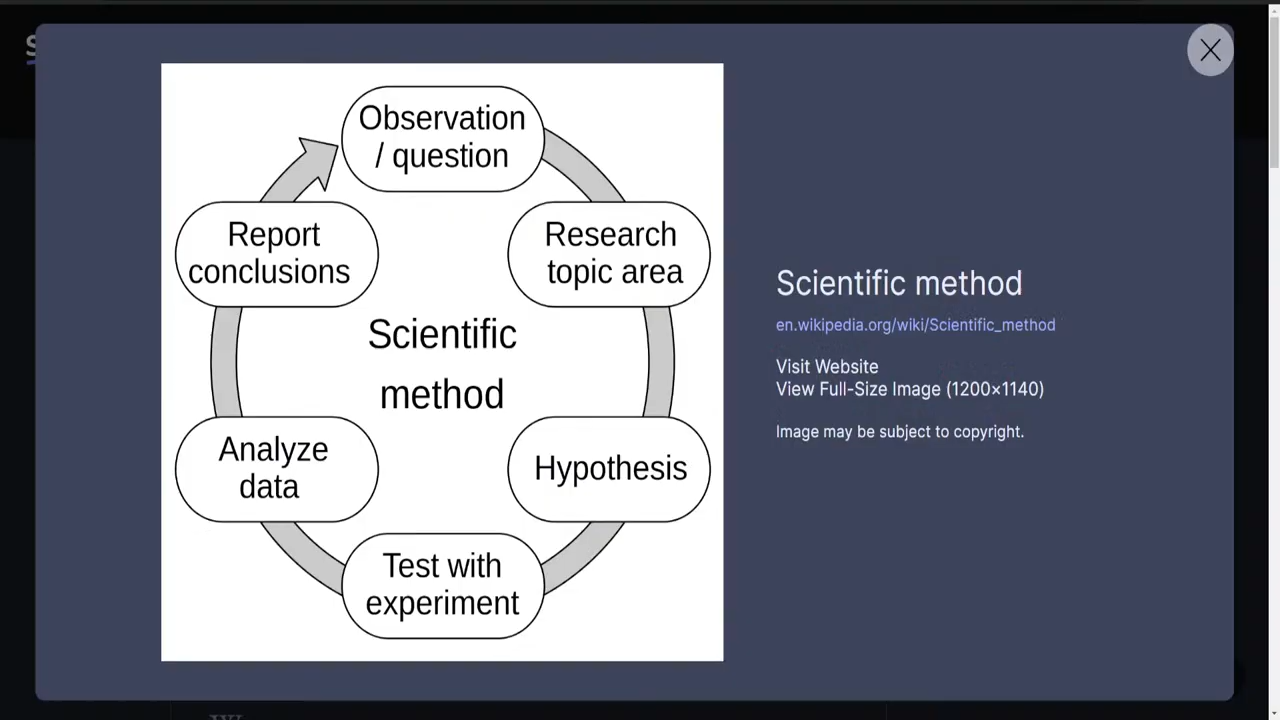 Observation
/ question
Report
conclusions
Research
topic area
Scientific
method
Analyze
data
Hypothesis
Test with
experiment
Scientific method
en.wikipedia.org/wiki/Scientific_method
Visit Website
View Full-Size Image (1200×1140)
Image may be subject to copyright.